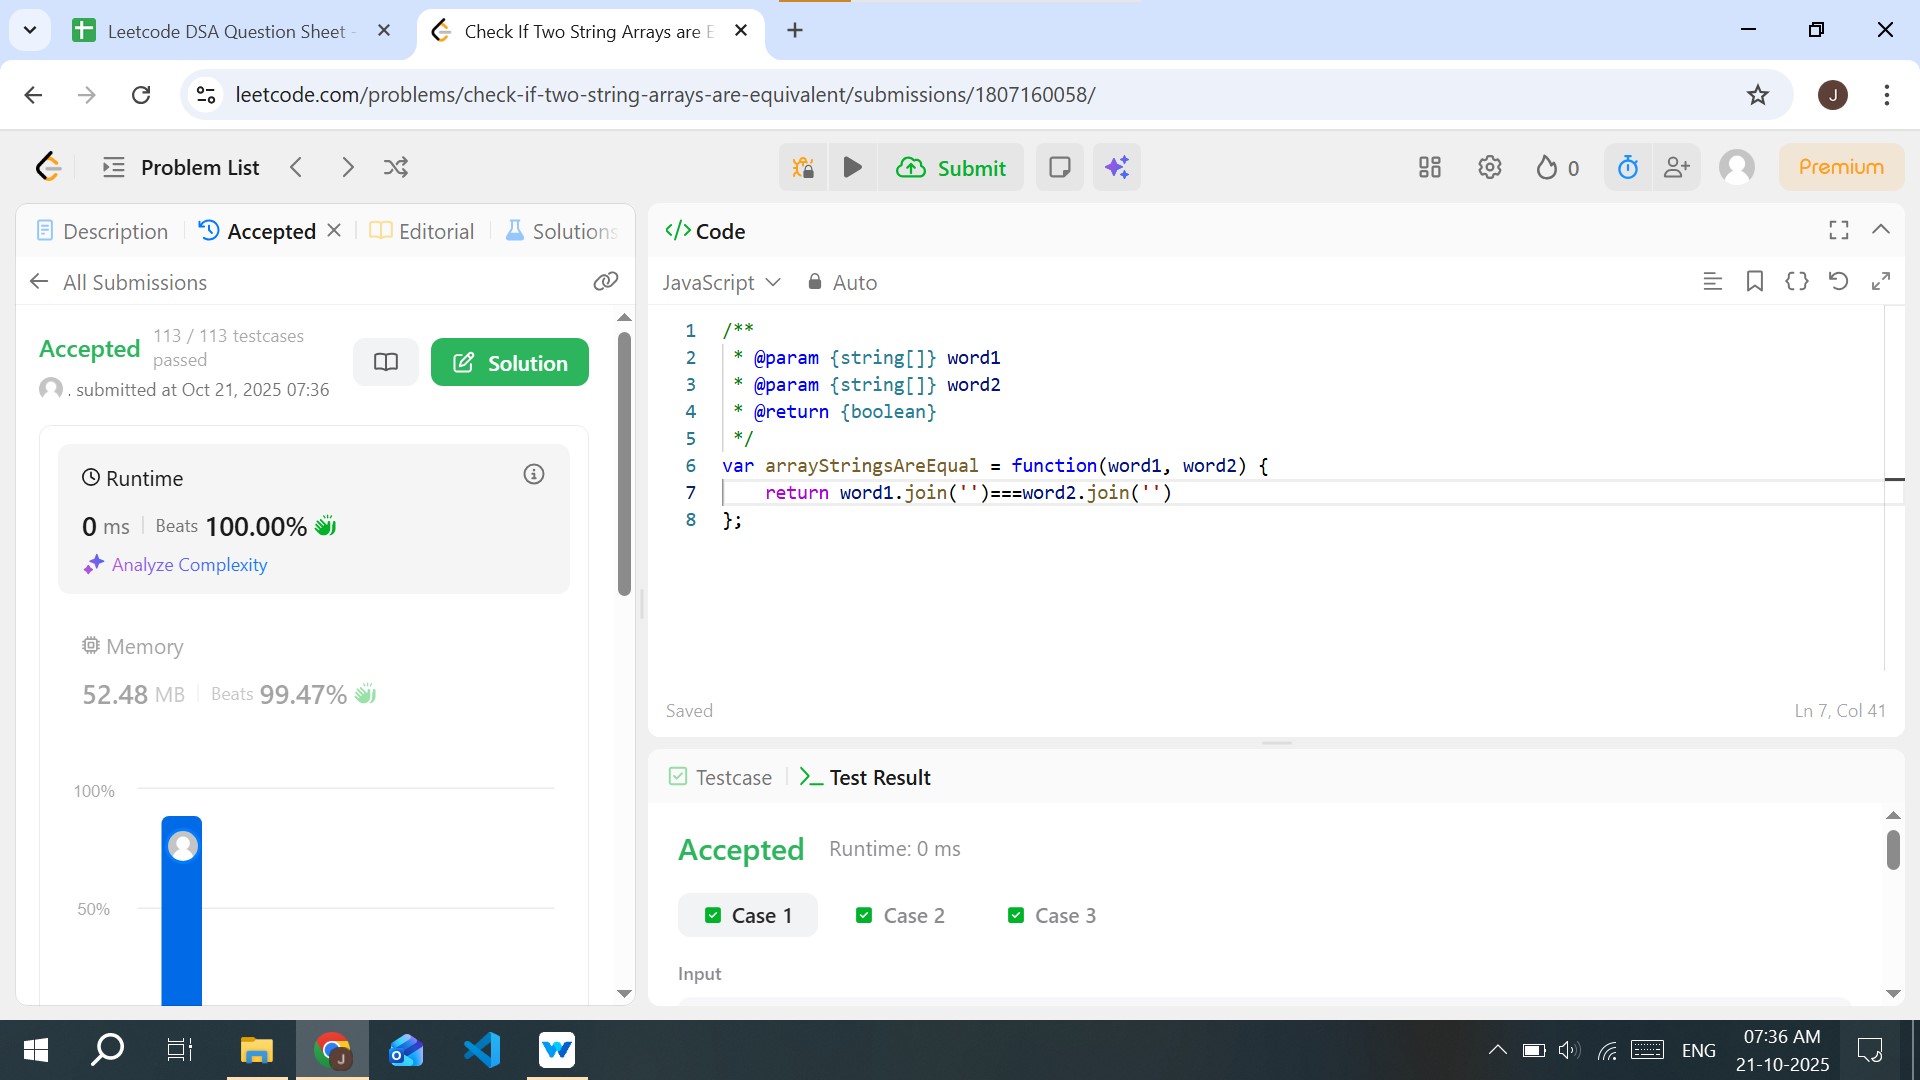 Leetcode DSA Question Sheet -
Check If Two String Arrays are E
leetcode.com/problems/check-if-two-string-arrays-are-equivalent/submissions/1807160058/
J
Problem List
Submit
0
Premium
Description
Accepted
Editorial
Solutions
All Submissions
Accepted
113 / 113 testcases
passed
. submitted at Oct 21, 2025 07:36
Solution
Runtime
0 ms
Beats 100.00%
Analyze Complexity
Memory
52.48 MB
Beats 99.47%
100%
50%
</> Code
JavaScript
Auto
1 /**
2 * @param {string[]} word1
3 * @param {string[]} word2
4 * @return {boolean}
5 */
6 var arrayStringsAreEqual = function(word1, word2) {
7 return word1.join('')===word2.join('')
8 };
Saved
Ln 7, Col 41
Testcase
Test Result
Accepted
Runtime: 0 ms
Case 1
Case 2
Case 3
Input
J
ENG
07:36 AM
21-10-2025